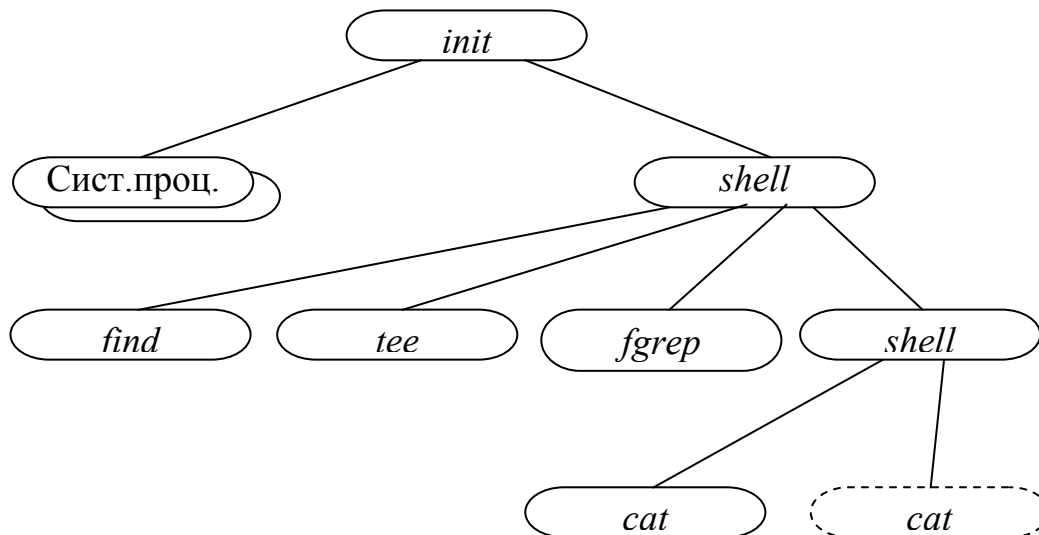 init
Сист.проц.
shell
find
tee
fgrep
shell
cat
cat